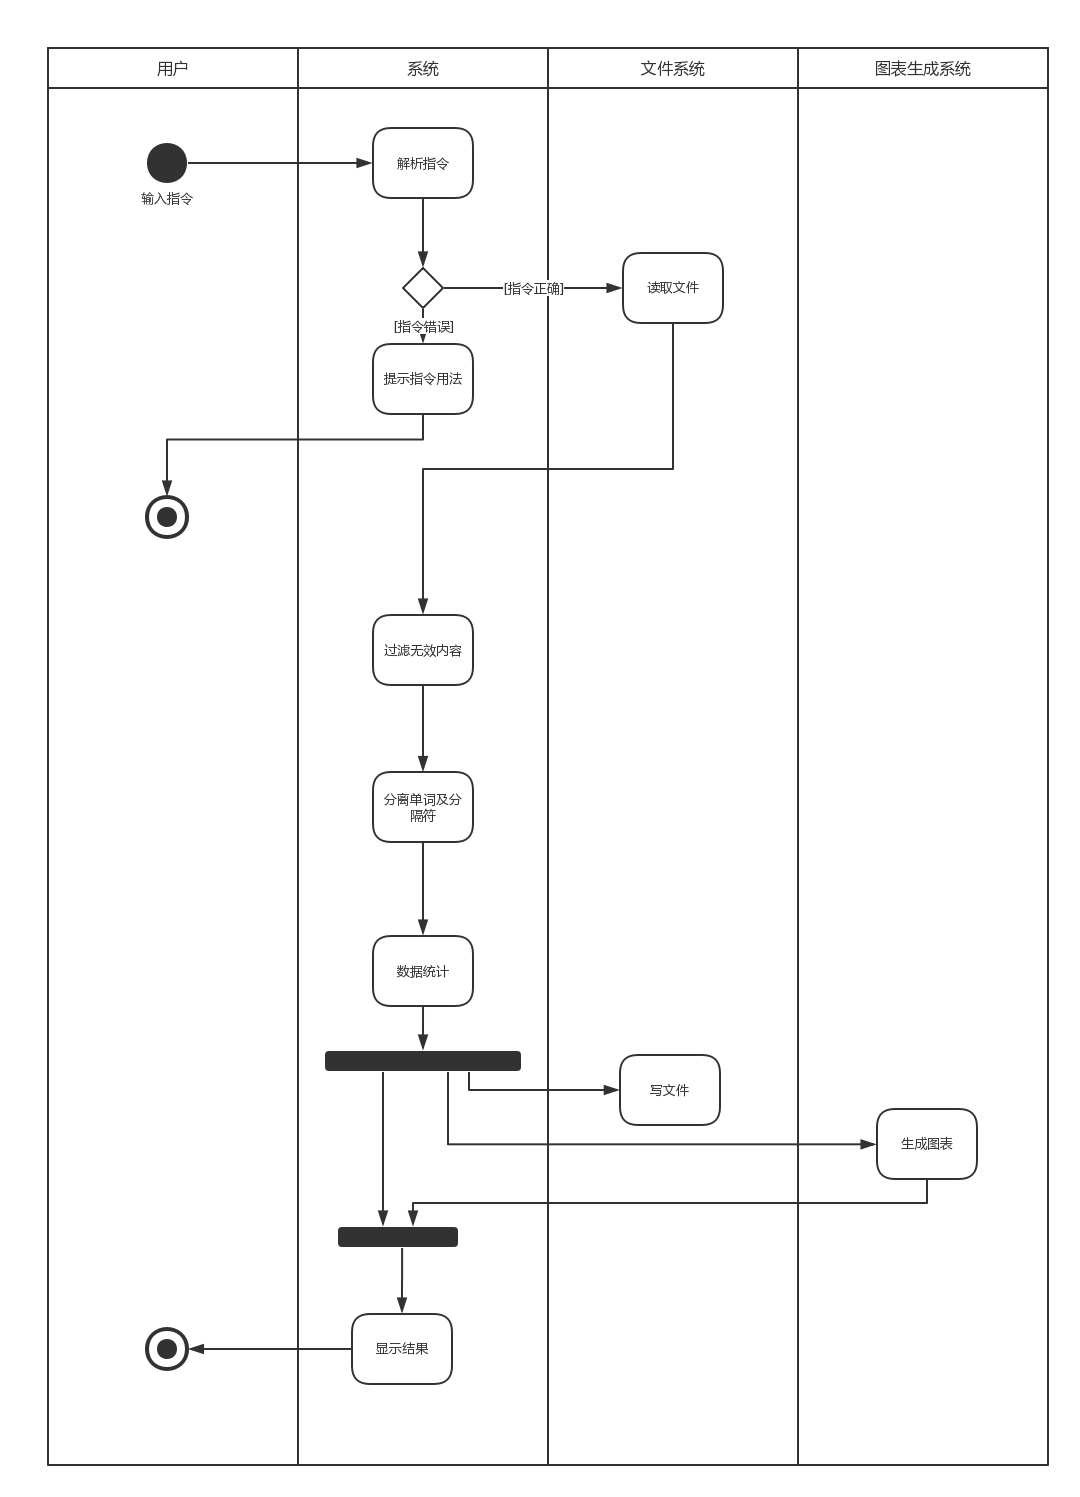 用户
系统
文件系统
图表生成系统
解析指令
输入指令
[指令正确]
读取文件
[指令错误]
提示指令用法
过滤无效内容
分离单词及分
隔符
数据统计
写文件
生成图表
显示结果